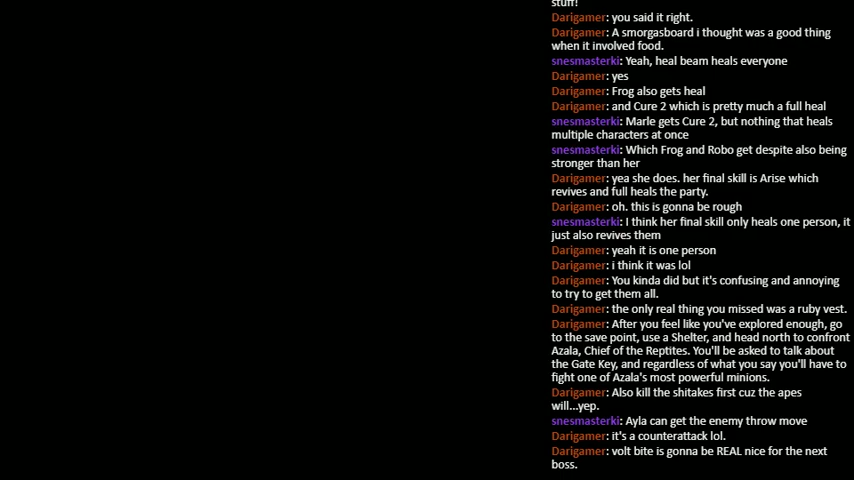 stuff!
Darigamer: you said it right.
Darigamer: A smorgasboard i thought was a good thing
when it involved food.
snesmasterki: Yeah, heal beam heals everyone
Darigamer: yes
Darigamer: Frog also gets heal
Darigamer: and Cure 2 which is pretty much a full heal
snesmasterki: Marle gets Cure 2, but nothing that heals
multiple characters at once
snesmasterki: Which Frog and Robo get despite also being
stronger than her
Darigamer: yea she does. her final skill is Arise which
revives and full heals the party.
Darigamer: oh. this is gonna be rough
snesmasterki: I think her final skill only heals one person, it
just also revives them
Darigamer: yeah it is one person
Darigamer: i think it was lol
Darigamer: You kinda did but it's confusing and annoying
to try to get them all.
Darigamer: the only real thing you missed was a ruby vest.
Darigamer: After you feel like you've explored enough, go
to the save point, use a Shelter, and head north to confront
Azala, Chief of the Reptites. You'll be asked to talk about
the Gate Key, and regardless of what you say you'll have to
fight one of Azala's most powerful minions.
Darigamer: Also kill the shitakes first cuz the apes
will...yep.
snesmasterki: Ayla can get the enemy throw move
Darigamer: it's a counterattack lol.
Darigamer: volt bite is gonna be REAL nice for the next
boss.